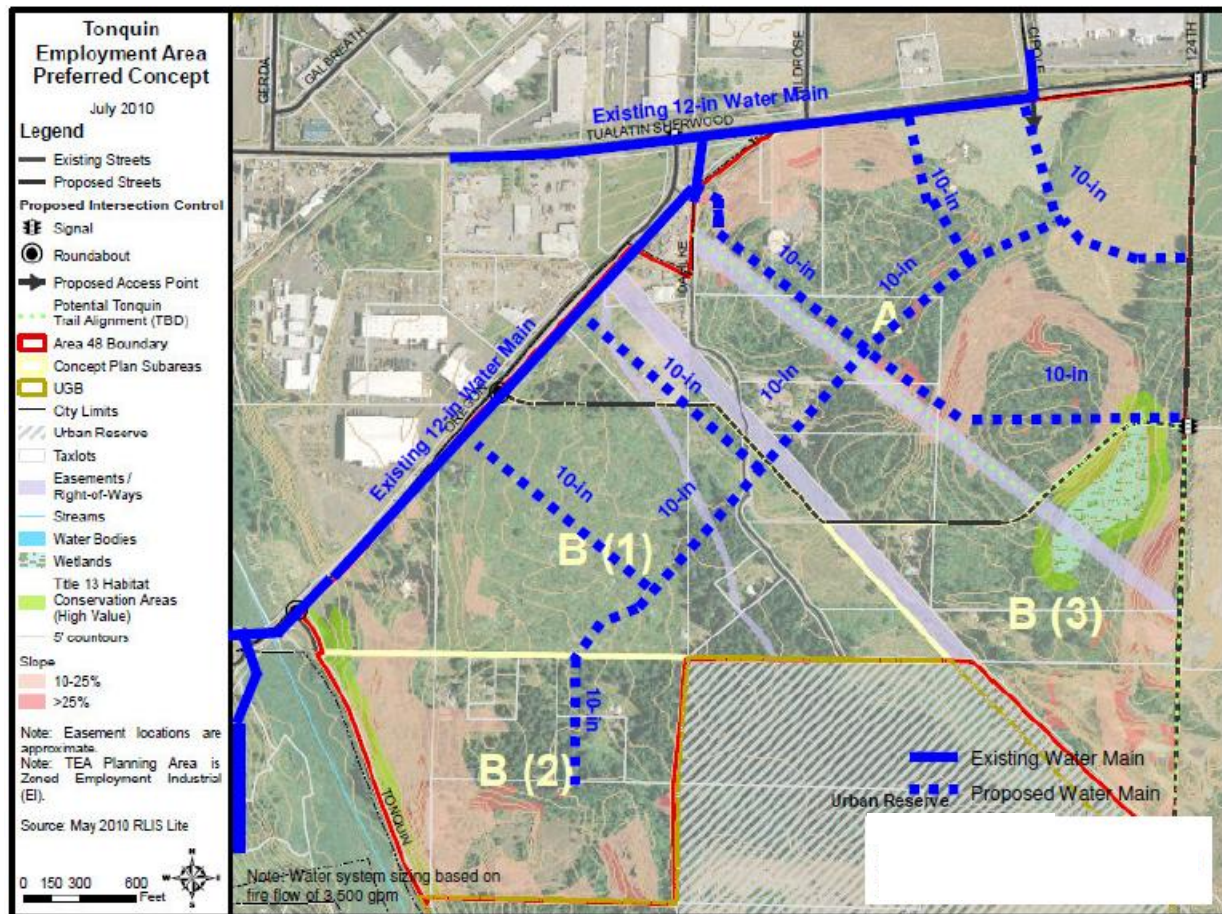 Tonquin
Employment Area
Preferred Concept
July 2010
Legend
Existing Streets
Proposed Streets
Proposed Intersection Control
Signal
Roundabout
Proposed Access Point
Potential Tonquin
Trail Alignment (TBD)
Area 48 Boundary
Concept Plan Subareas
UGB
City Limits
Urban Reserve
Taxlots
Easements /
Right-of-Ways
Streams
Water Bodies
Wetlands
Title 13 Habitat
Conservation Areas
(High Value)
5' countours
Slope
10-25%
>25%
Note: Easement locations are
approximate.
Note: TEA Planning Area is
Zoned Employment Industrial
(EI).
Source: May 2010 RLIS Lite
0 150 300 600
Feet
N
W E
S
GERDA
GALBREATH
CIPOLE
124TH
Existing 12-in Water Main
TUALATIN SHERWOOD
10-in
10-in
10-in
10-in
A
10-in
10-in
10-in
Existing 12-in Water Main
OREGON
10-in
10-in
B (1)
B (3)
10-in
B (2)
TONQUIN
Existing Water Main
Proposed Water Main
Urban Reserve
Note: Water system sizing based on
fire flow of 3,500 gpm